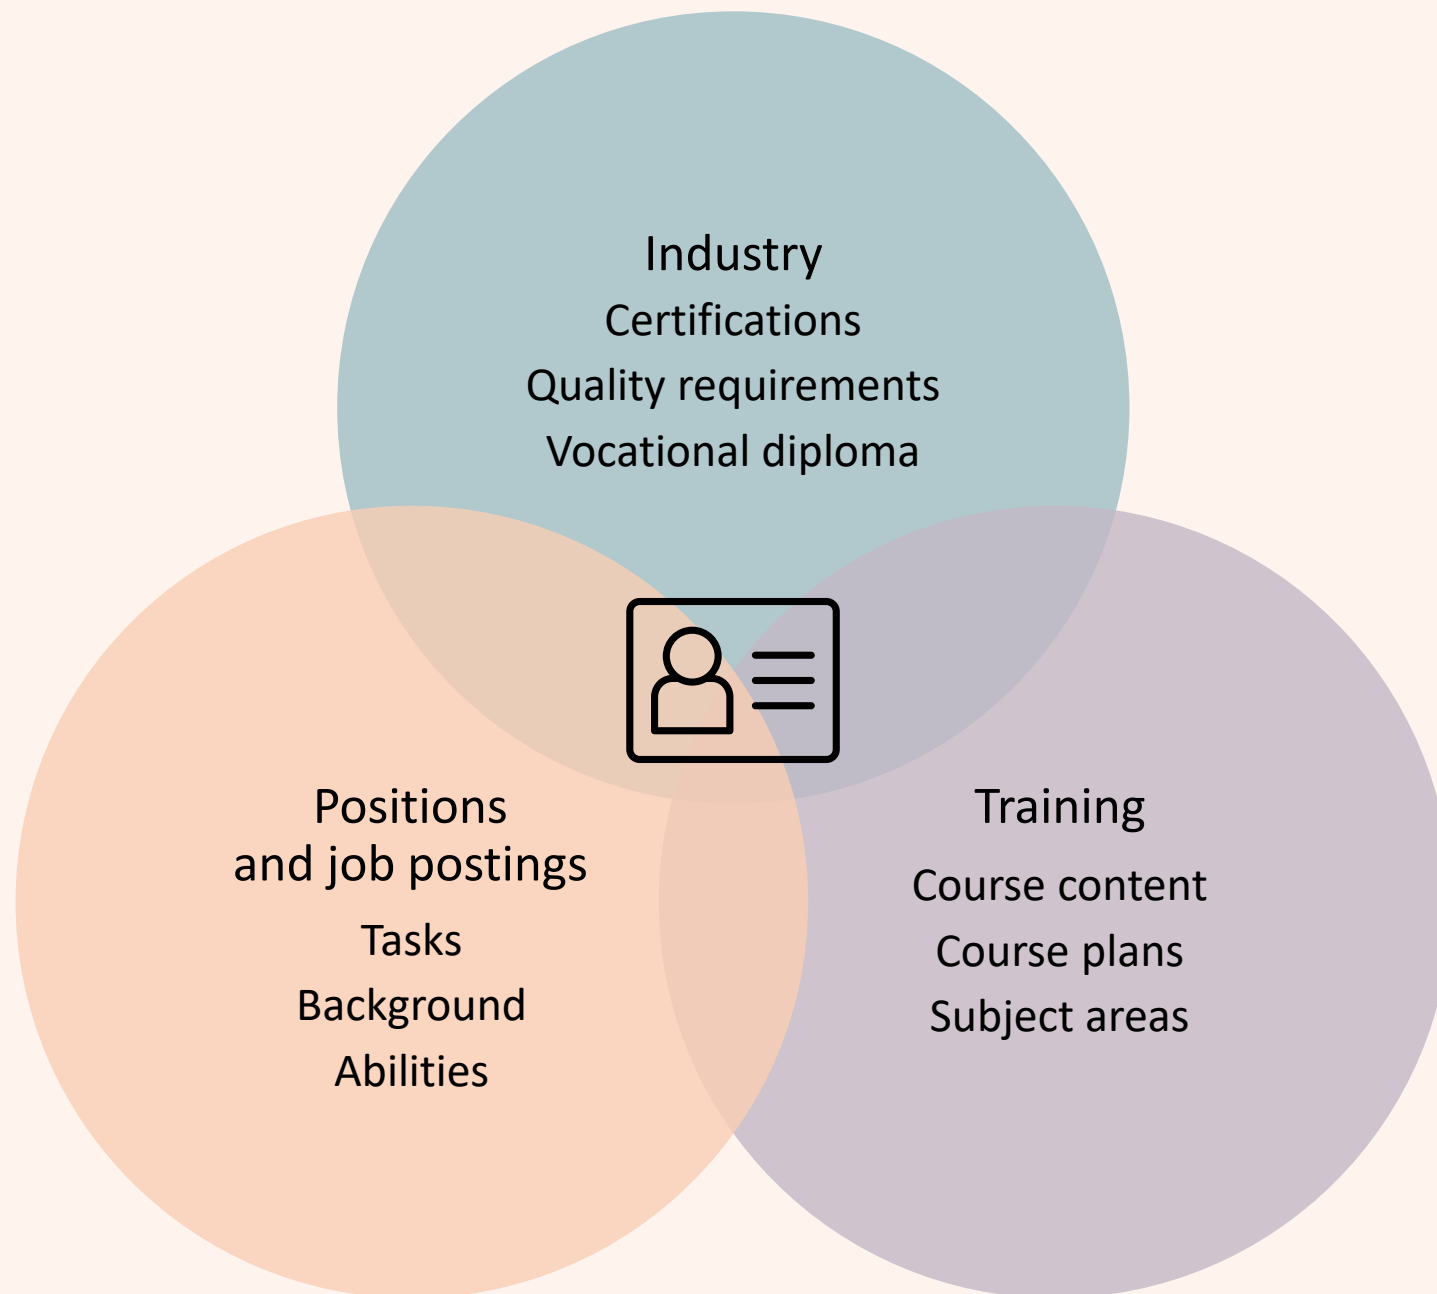 Industry
Certifications
Quality requirements
Vocational diploma
Positions
and job postings
Tasks
Background
Abilities
Training
Course content
Course plans
Subject areas